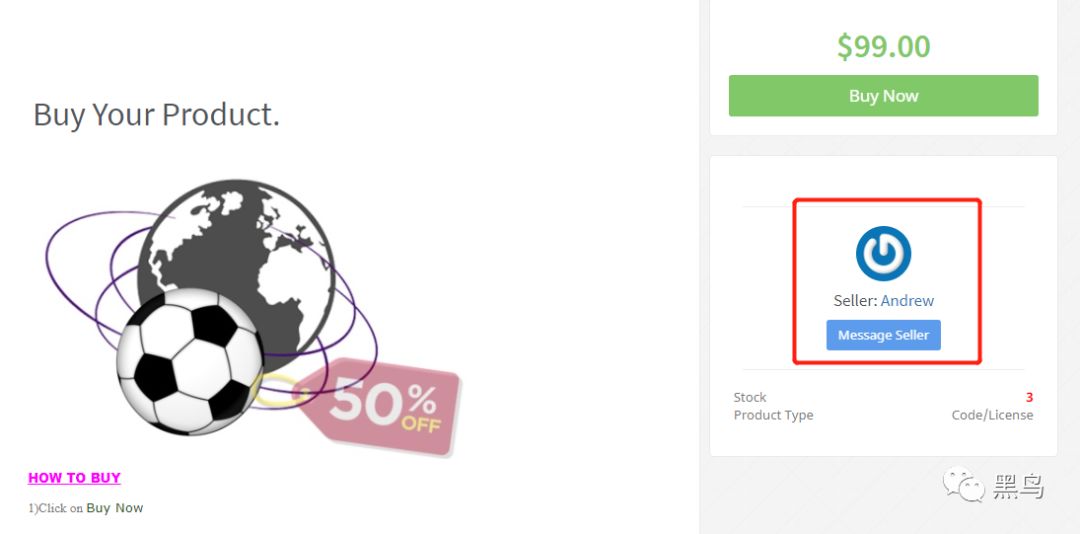 $99.00
Buy Now
Buy Your Product.
50%
OFF
Seller: Andrew
Message Seller
Stock 3
Product Type Code/License
HOW TO BUY
1)Click on Buy Now
黑鸟